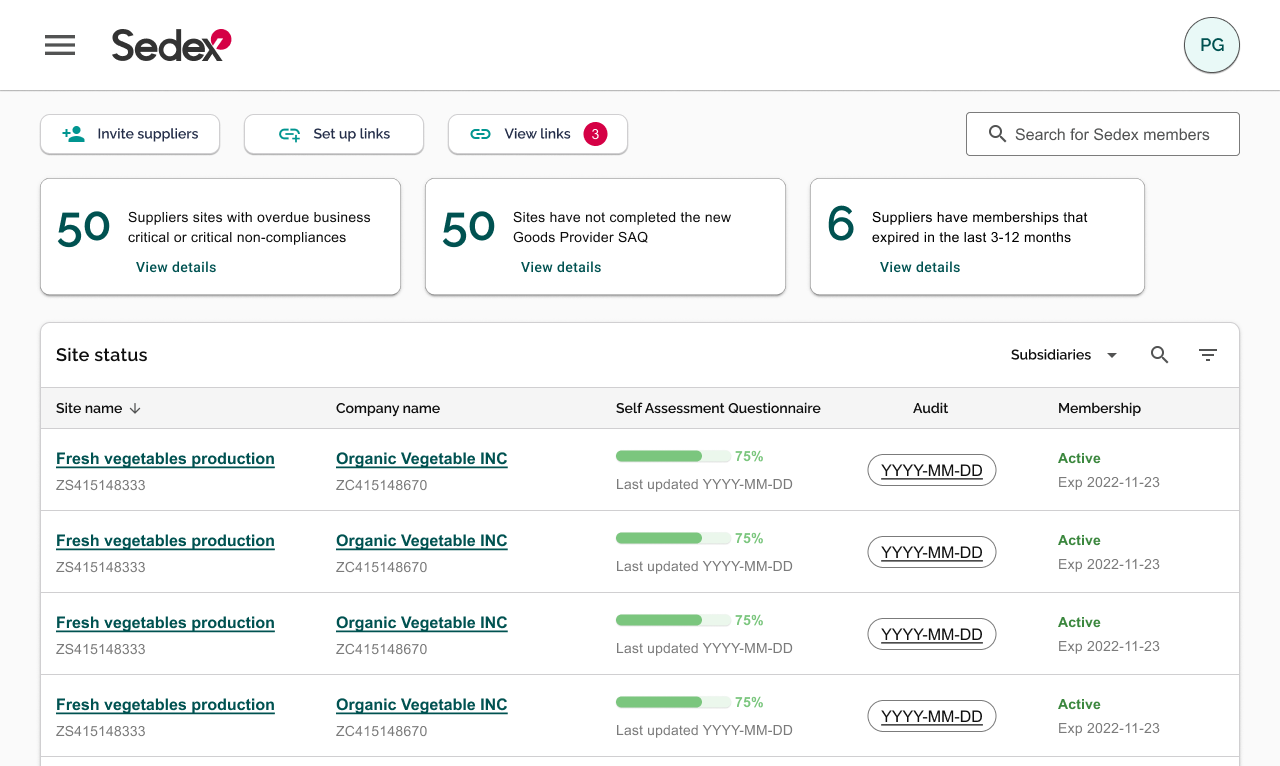 Sedex
PG
Invite suppliers
Set up links
View links 3
Search for Sedex members
50
Suppliers sites with overdue business
critical or critical non-compliances
View details
50
Sites have not completed the new
Goods Provider SAQ
View details
6
Suppliers have memberships that
expired in the last 3-12 months
View details
Site status
Subsidiaries
Site name Company name Self Assessment Questionnaire Audit Membership
Fresh vegetables production Organic Vegetable INC 75% YYYY-MM-DD Active
ZS415148333 ZC415148670 Last updated YYYY-MM-DD Exp 2022-11-23
Fresh vegetables production Organic Vegetable INC 75% YYYY-MM-DD Active
ZS415148333 ZC415148670 Last updated YYYY-MM-DD Exp 2022-11-23
Fresh vegetables production Organic Vegetable INC 75% YYYY-MM-DD Active
ZS415148333 ZC415148670 Last updated YYYY-MM-DD Exp 2022-11-23
Fresh vegetables production Organic Vegetable INC 75% YYYY-MM-DD Active
ZS415148333 ZC415148670 Last updated YYYY-MM-DD Exp 2022-11-23